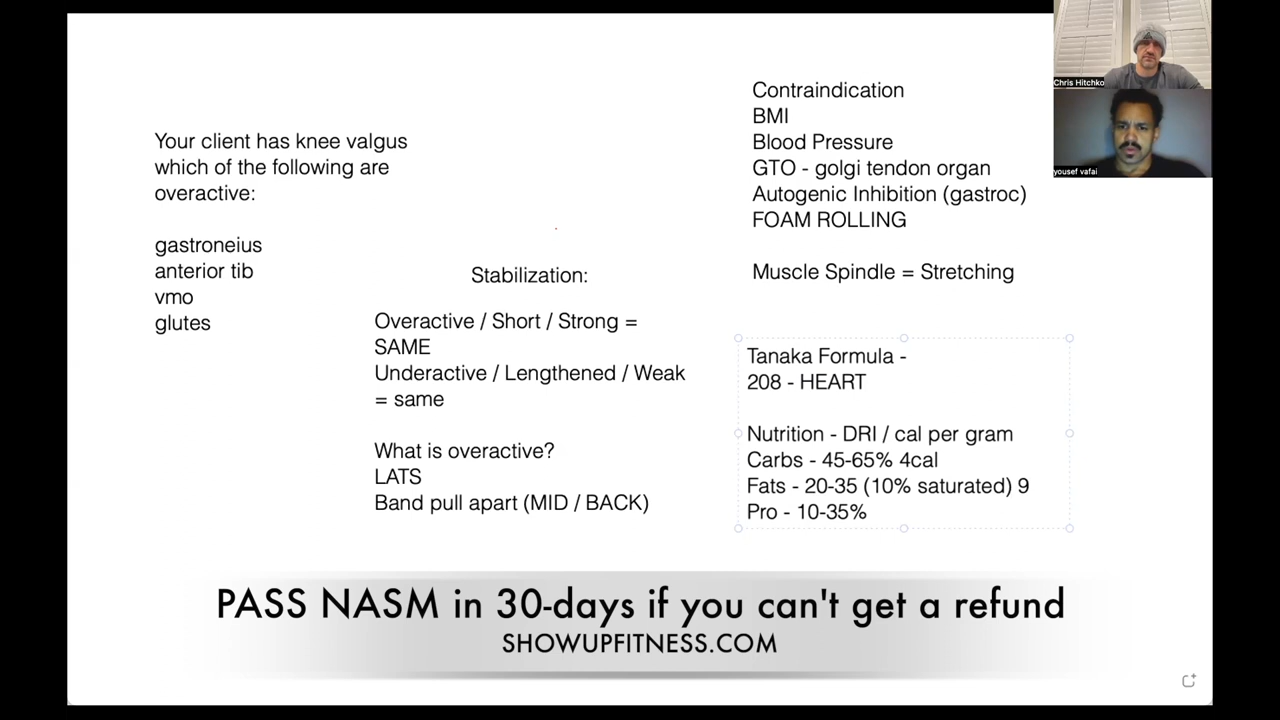 Your client has knee valgus
which of the following are
overactive:
gastroneius
anterior tib
vmo
glutes
Stabilization:
Overactive / Short / Strong =
SAME
Underactive / Lengthened / Weak
= same
What is overactive?
LATS
Band pull apart (MID / BACK)
Contraindication
BMI
Blood Pressure
GTO - golgi tendon organ
Autogenic Inhibition (gastroc)
FOAM ROLLING
Muscle Spindle = Stretching
Tanaka Formula -
208 - HEART
Nutrition - DRI / cal per gram
Carbs - 45-65% 4cal
Fats - 20-35 (10% saturated) 9
Pro - 10-35%
Chris Hitchko
yousef vafai
PASS NASM in 30-days if you can't get a refund
SHOWUPFITNESS.COM